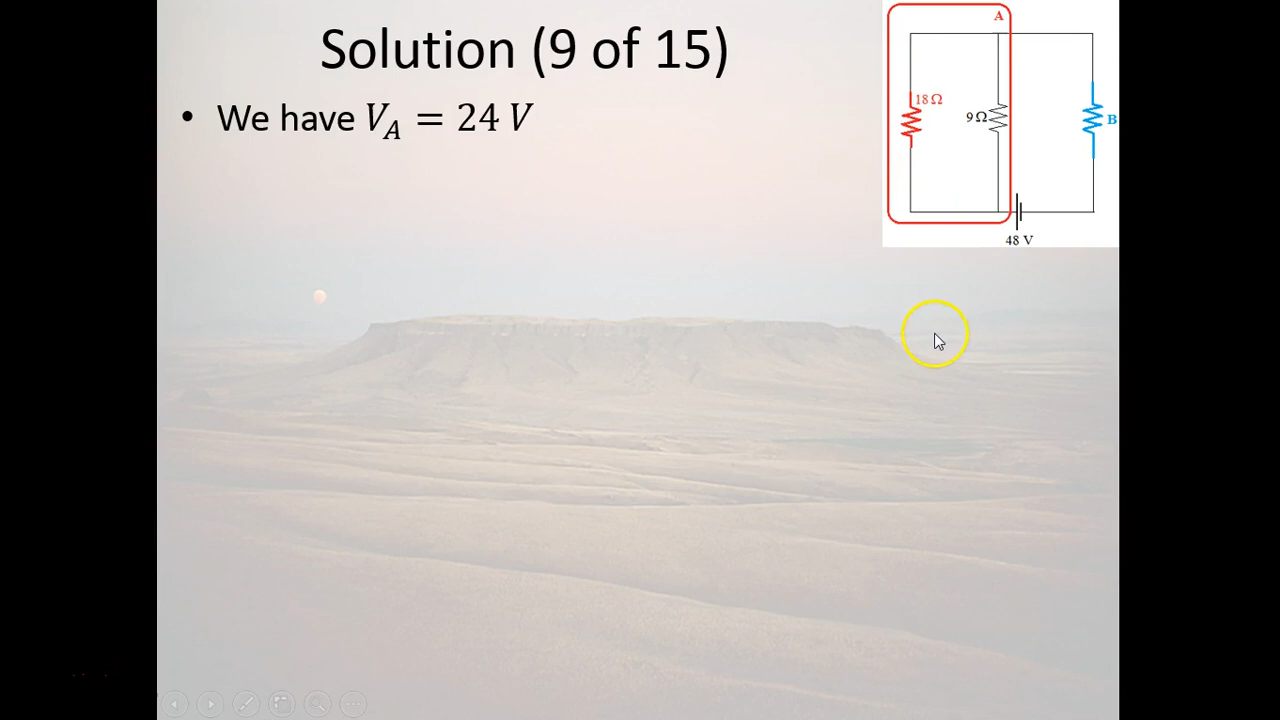 Solution (9 of 15)
• We have V_A = 24 V
A
18 Ω
9 Ω
B
48 V